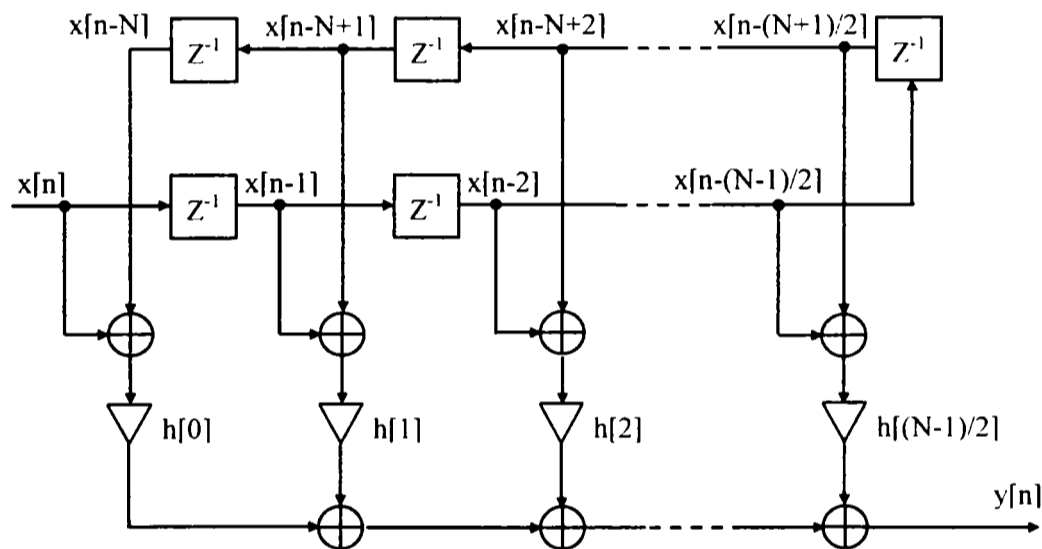 x[n-N] x[n-N+1] x[n-N+2] x[n-(N+1)/2]
Z⁻¹ Z⁻¹ Z⁻¹
x[n] x[n-1] x[n-2] x[n-(N-1)/2]
Z⁻¹ Z⁻¹
h[0] h[1] h[2] h[(N-1)/2]
y[n]